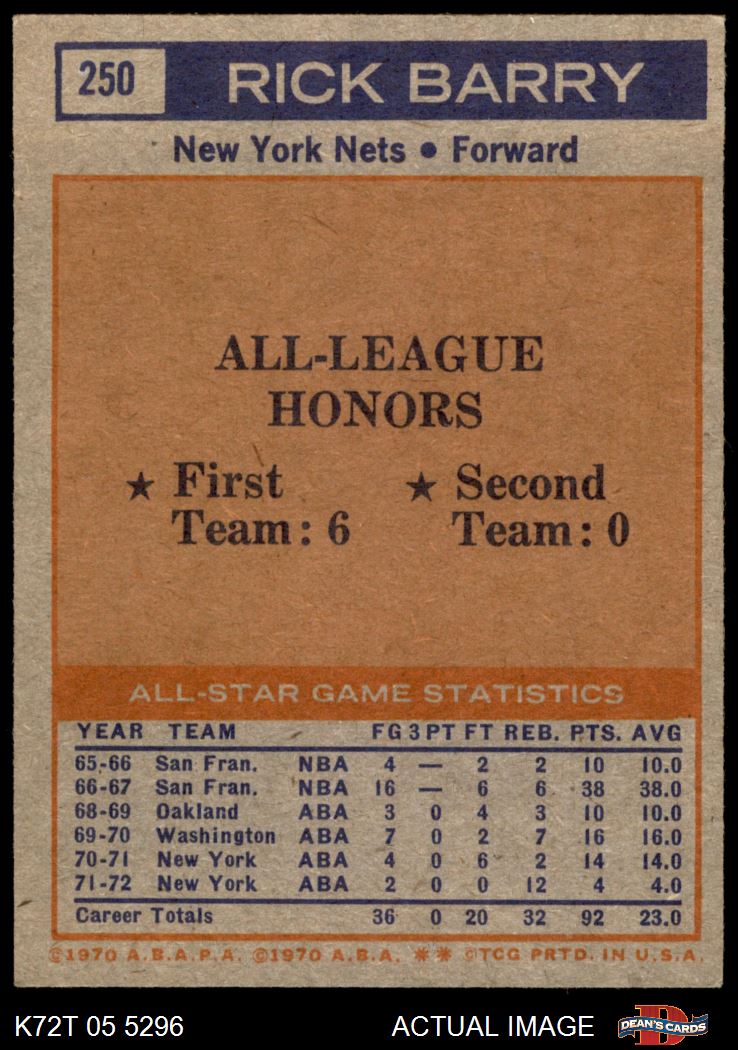 250 RICK BARRY
New York Nets • Forward
ALL-LEAGUE
HONORS
★ First ★ Second
Team: 6 Team: 0
ALL-STAR GAME STATISTICS
YEAR TEAM FG 3 PT FT REB. PTS. AVG
65-66 San Fran. NBA 4 — 2 2 10 10.0
66-67 San Fran. NBA 16 — 6 6 38 38.0
68-69 Oakland ABA 3 0 4 3 10 10.0
69-70 Washington ABA 7 0 2 7 16 16.0
70-71 New York ABA 4 0 6 2 14 14.0
71-72 New York ABA 2 0 0 12 4 4.0
Career Totals 36 0 20 32 92 23.0
©1970 A.B.A.P.A. ©1970 A.B.A. ** ©TCG PRTD. IN U.S.A.
K72T 05 5296 ACTUAL IMAGE D DEAN'S CARDS